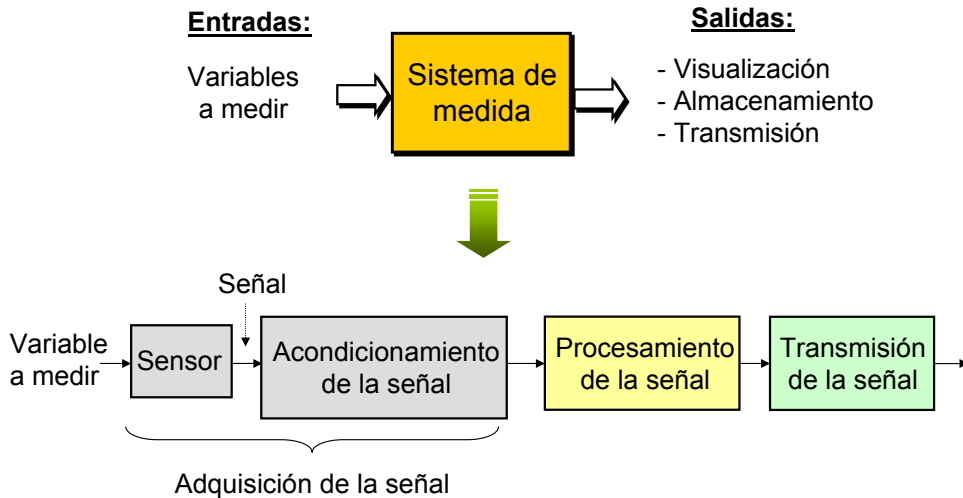 Entradas:
Variables
a medir
Sistema de
medida
Salidas:
- Visualización
- Almacenamiento
- Transmisión
Señal
Variable
a medir
Sensor
Acondicionamiento
de la señal
Procesamiento
de la señal
Transmisión
de la señal
Adquisición de la señal